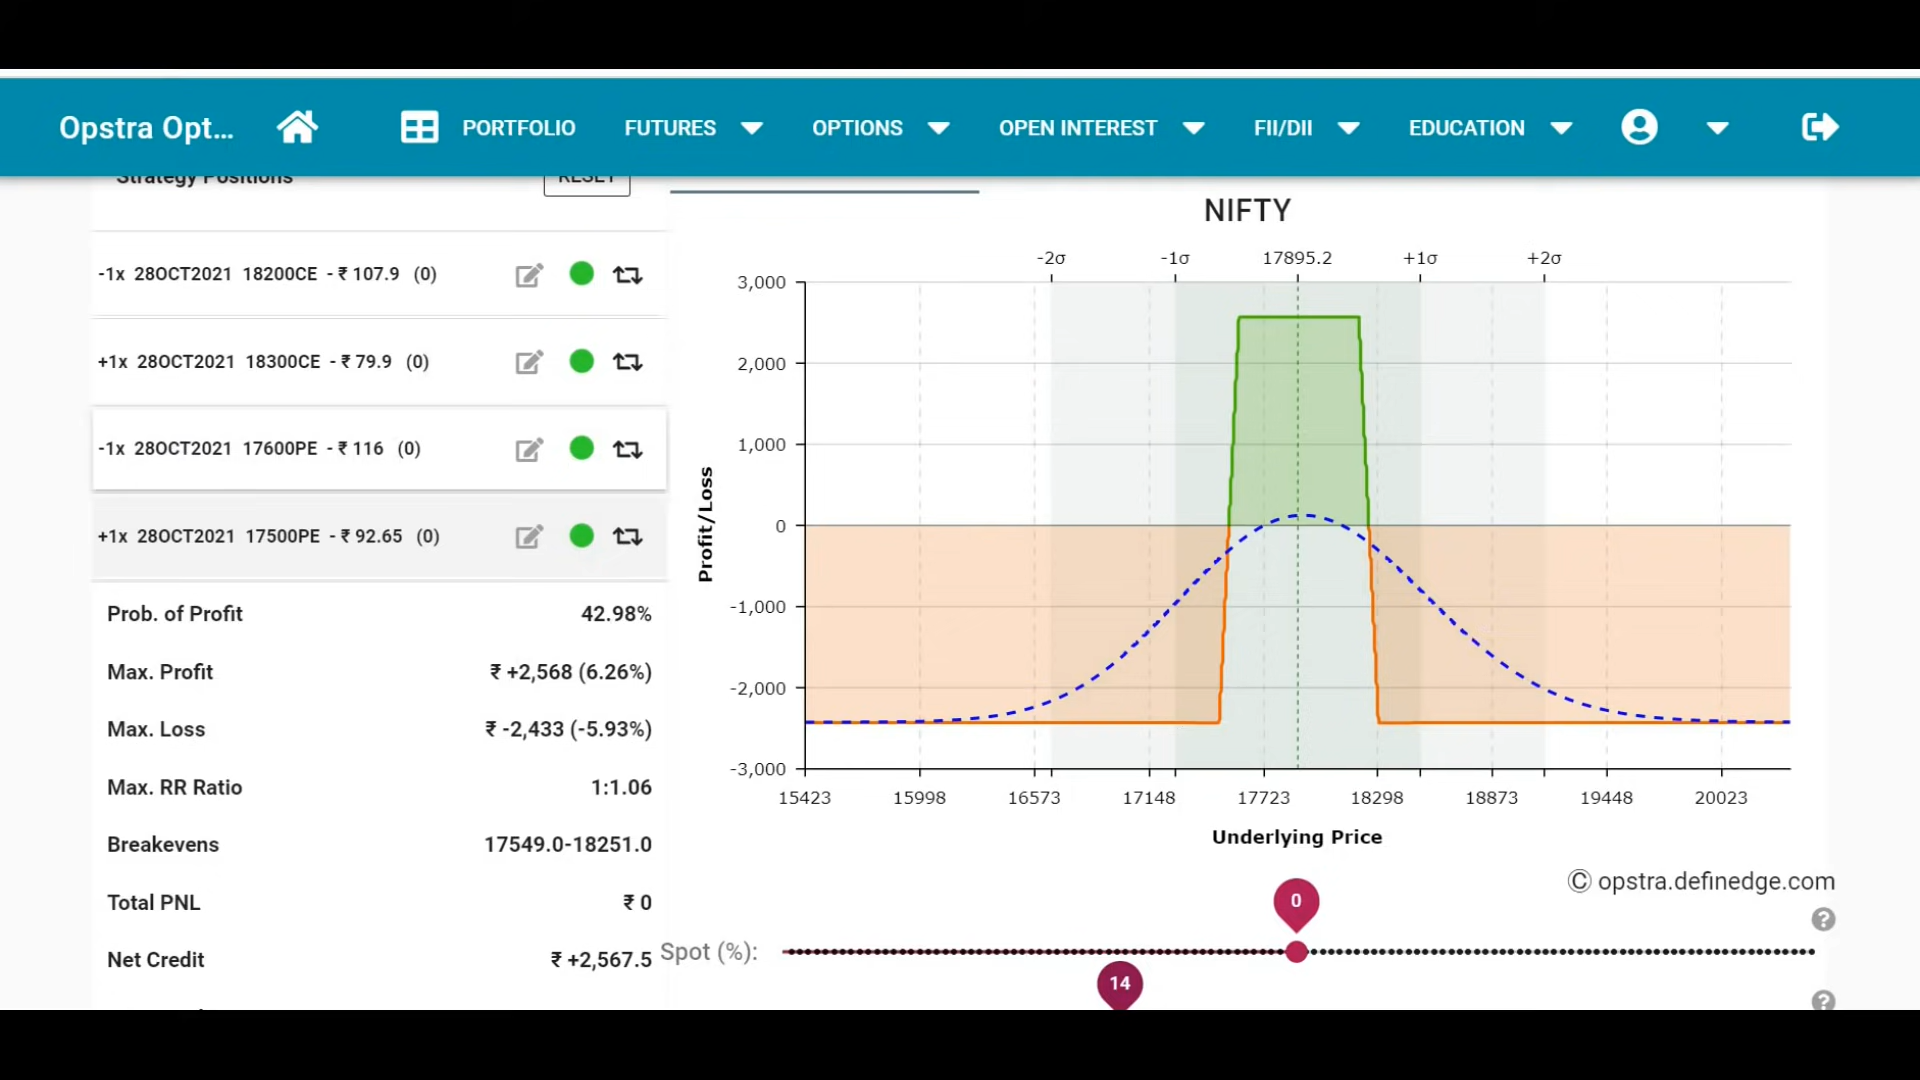 Opstra Opt... PORTFOLIO FUTURES OPTIONS OPEN INTEREST FII/DII EDUCATION
Strategy Positions RESET
-1x 28OCT2021 18200CE - ₹ 107.9 (0)
+1x 28OCT2021 18300CE - ₹ 79.9 (0)
-1x 28OCT2021 17600PE - ₹ 116 (0)
+1x 28OCT2021 17500PE - ₹ 92.65 (0)
Prob. of Profit 42.98%
Max. Profit ₹ +2,568 (6.26%)
Max. Loss ₹ -2,433 (-5.93%)
Max. RR Ratio 1:1.06
Breakevens 17549.0-18251.0
Total PNL ₹ 0
Net Credit ₹ +2,567.5
NIFTY
-2σ -1σ 17895.2 +1σ +2σ
3,000
2,000
1,000
0
-1,000
-2,000
-3,000
Profit/Loss
15423 15998 16573 17148 17723 18298 18873 19448 20023
Underlying Price
© opstra.definedge.com
?
0
Spot (%):
14
?